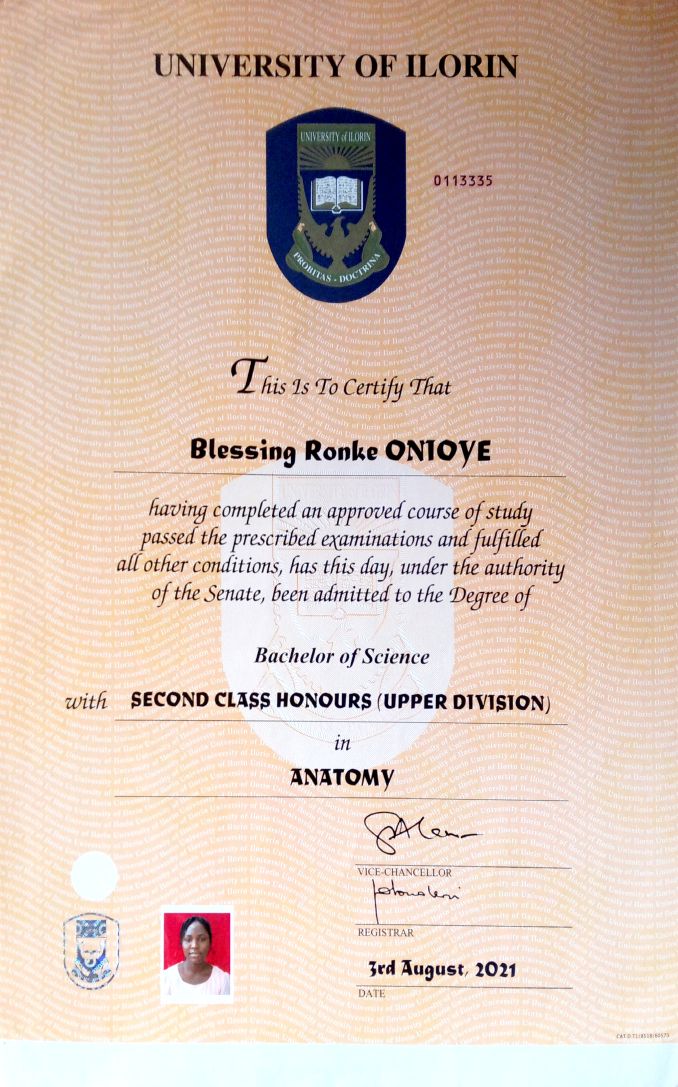 UNIVERSITY OF ILORIN
UNIVERSITY of ILORIN
0113335
PROBITAS - DOCTRINA
This Is To Certify That
Blessing Ronke ONIOYE
having completed an approved course of study
passed the prescribed examinations and fulfilled
all other conditions, has this day, under the authority
of the Senate, been admitted to the Degree of
Bachelor of Science
with SECOND CLASS HONOURS (UPPER DIVISION)
in
ANATOMY
VICE-CHANCELLOR
REGISTRAR
3rd August, 2021
DATE